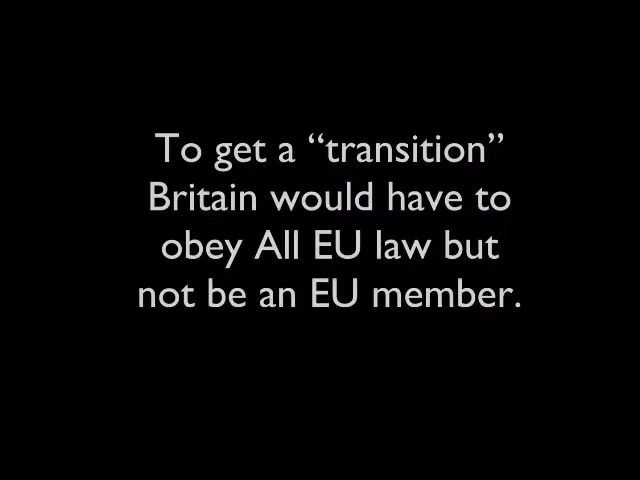 To get a “transition”
Britain would have to
obey All EU law but
not be an EU member.